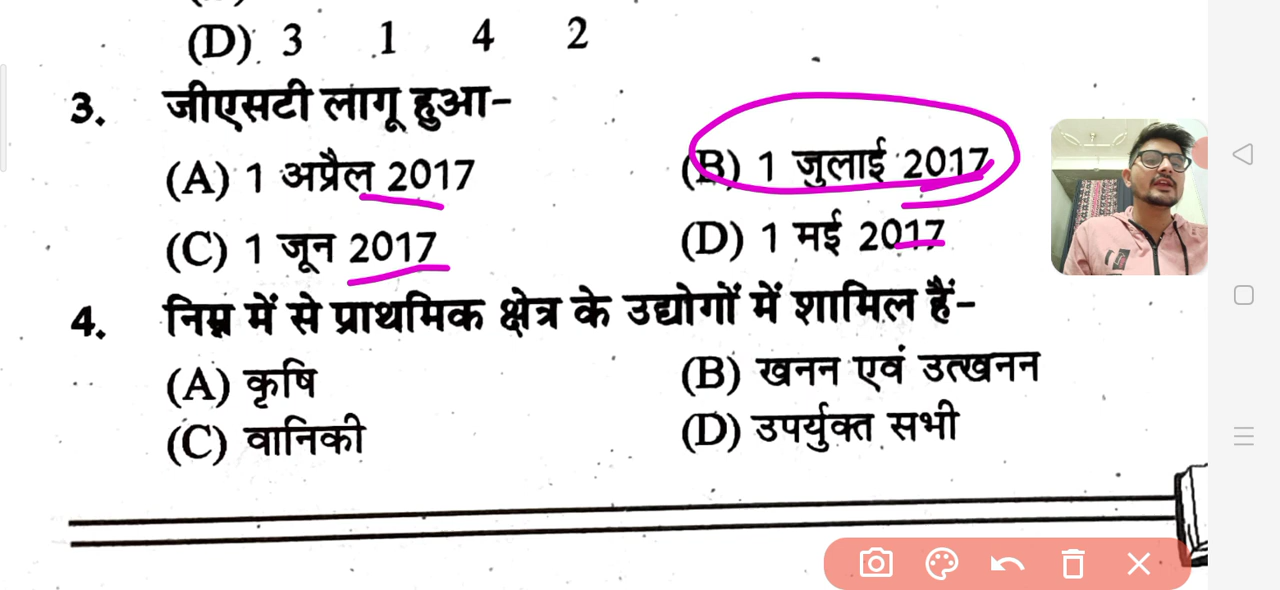 (D) 3 1 4 2
3. जीएसटी लागू हुआ-
(A) 1 अप्रैल 2017 (B) 1 जुलाई 2017
(C) 1 जून 2017 (D) 1 मई 2017
4. निम्न में से प्राथमिक क्षेत्र के उद्योगों में शामिल हैं-
(A) कृषि (B) खनन एवं उत्खनन
(C) वानिकी (D) उपर्युक्त सभी